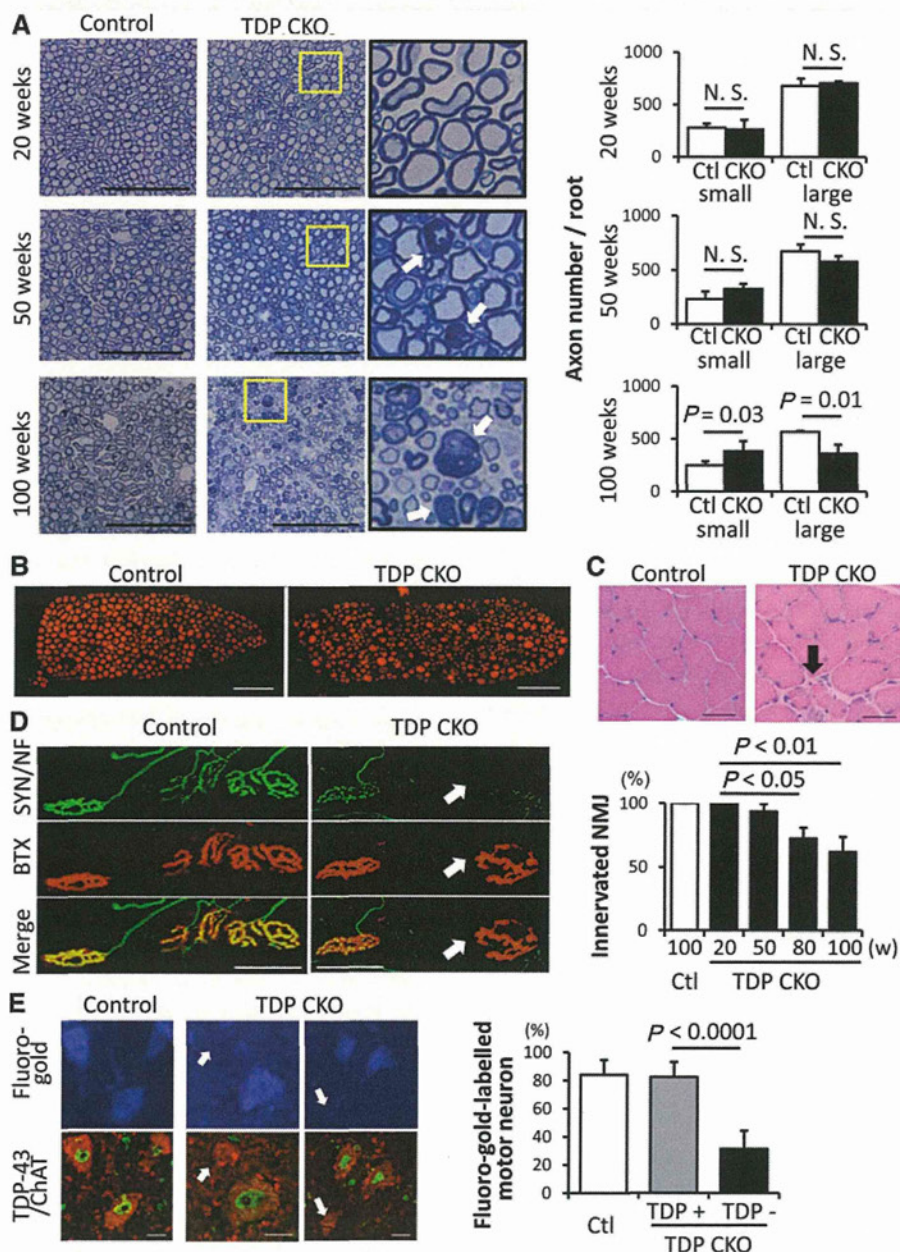 A
Control
TDP CKO
20 weeks
50 weeks
100 weeks
Axon number / root
20 weeks
1000
500
0
N. S.
N. S.
Ctl CKO
Ctl CKO
small
large
50 weeks
1000
500
0
N. S.
N. S.
Ctl CKO
Ctl CKO
small
large
100 weeks
1000
500
0
P = 0.03
P = 0.01
Ctl CKO
Ctl CKO
small
large
B
Control
TDP CKO
C
Control
TDP CKO
D
Control
TDP CKO
SYN/NF
BTX
Merge
(%)
Innervated NMJ
100
50
0
P < 0.01
P < 0.05
100 20 50 80 100 (w)
Ctl
TDP CKO
E
Control
TDP CKO
Fluoro-
gold
TDP-43
/ChAT
(%)
Fluoro-gold-labelled
motor neuron
100
80
60
40
20
0
P < 0.0001
Ctl
TDP +
TDP -
TDP CKO